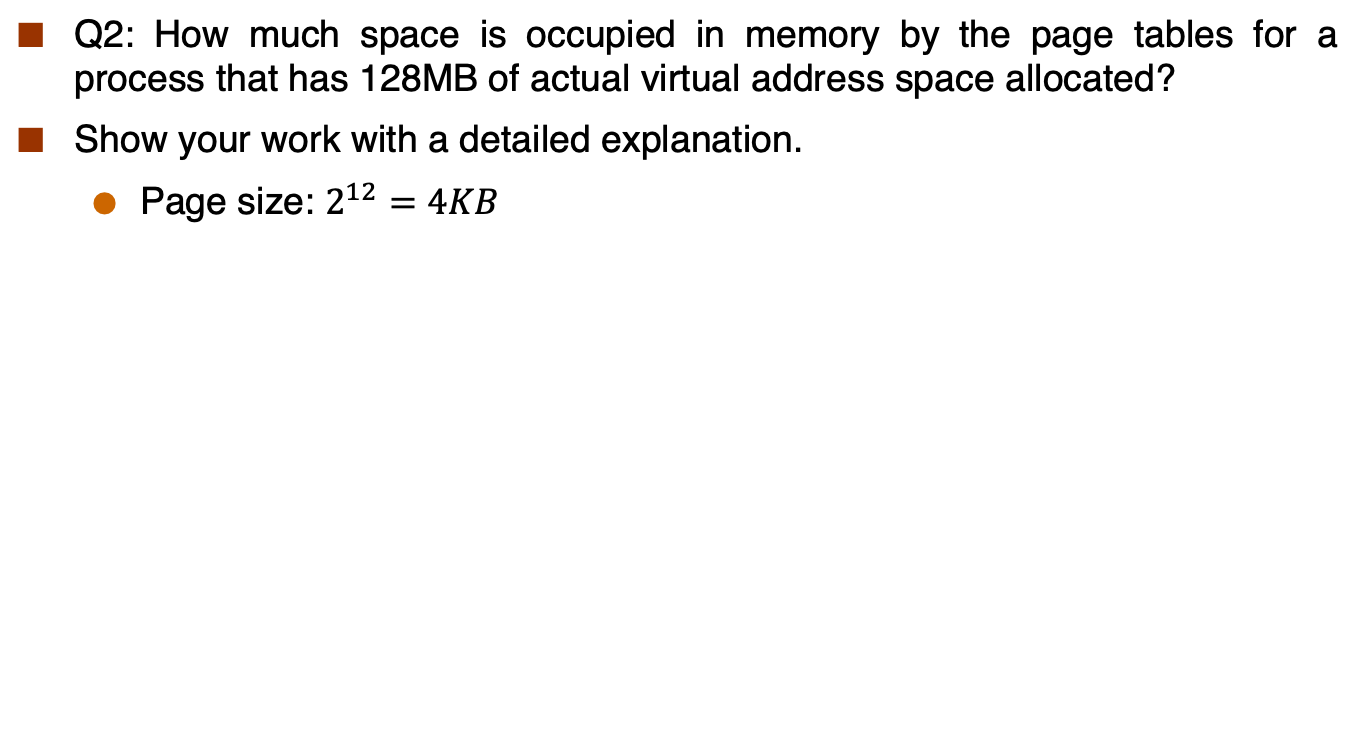 Q2: How much space is occupied in memory by the page tables for a
process that has 128MB of actual virtual address space allocated?
Show your work with a detailed explanation.
Page size: 2¹² = 4KB